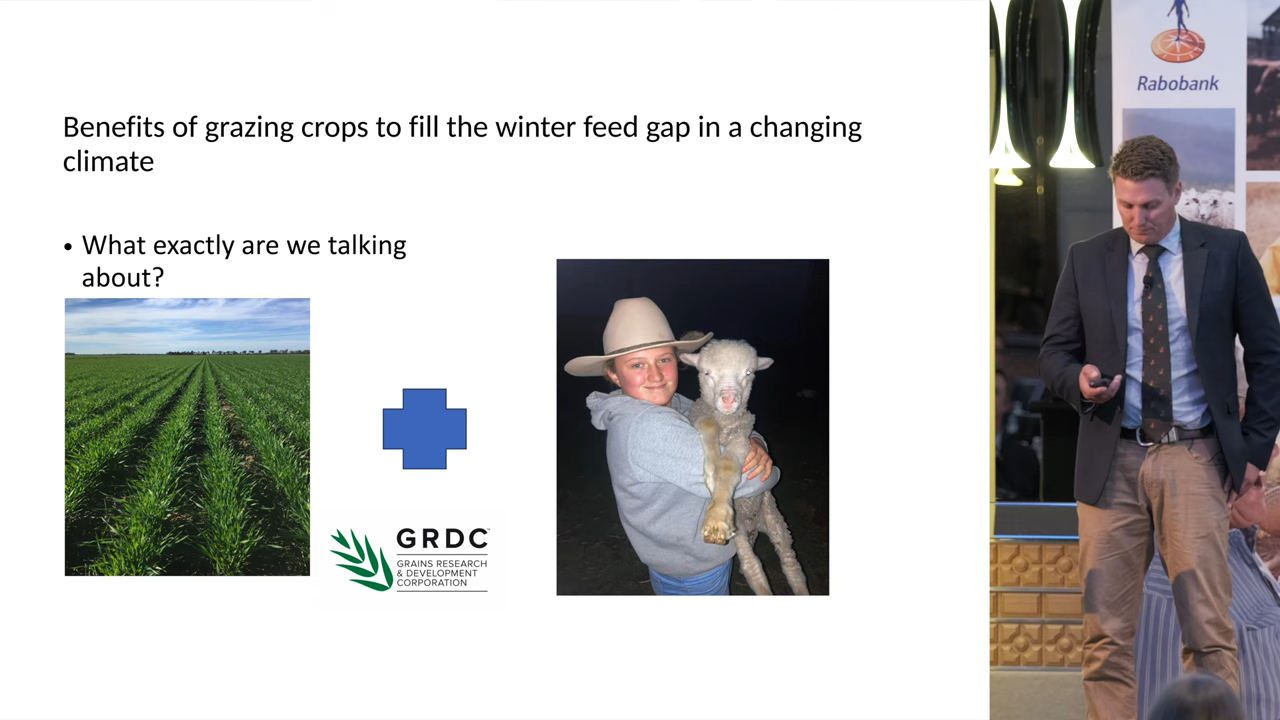 Benefits of grazing crops to fill the winter feed gap in a changing
climate
• What exactly are we talking
about?
GRDC™
GRAINS RESEARCH
& DEVELOPMENT
CORPORATION
Rabobank